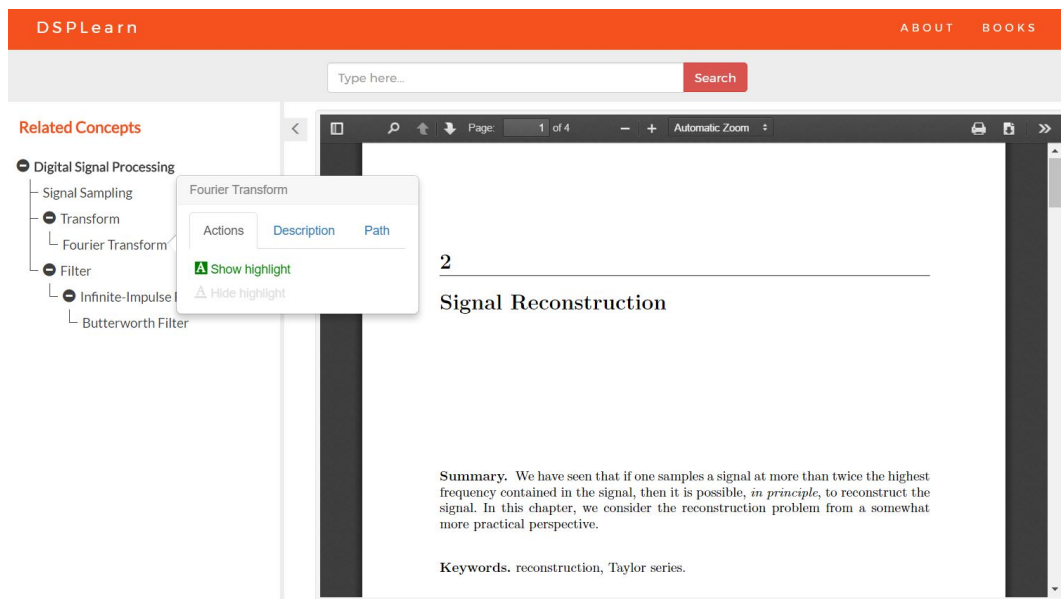 DSPLearn
ABOUT BOOKS
Type here...
Search
Related Concepts
Digital Signal Processing
Signal Sampling
Transform
Fourier Transform
Filter
Infinite-Impulse
Butterworth Filter
Fourier Transform
Actions Description Path
A Show highlight
A Hide highlight
Page: 1 of 4 Automatic Zoom
2
Signal Reconstruction
Summary. We have seen that if one samples a signal at more than twice the highest
frequency contained in the signal, then it is possible, in principle, to reconstruct the
signal. In this chapter, we consider the reconstruction problem from a somewhat
more practical perspective.
Keywords. reconstruction, Taylor series.